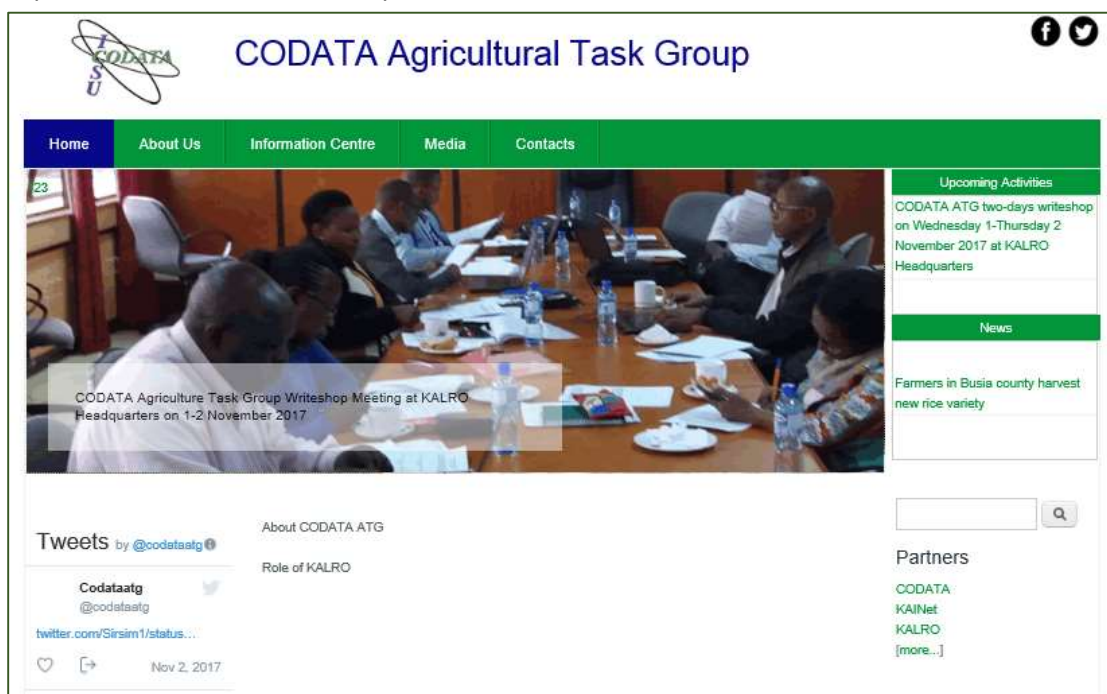 I
CODATA
S
U
CODATA Agricultural Task Group
Home
About Us
Information Centre
Media
Contacts
23
CODATA Agriculture Task Group Writeshop Meeting at KALRO
Headquarters on 1-2 November 2017
Upcoming Activities
CODATA ATG two-days writeshop
on Wednesday 1-Thursday 2
November 2017 at KALRO
Headquarters
News
Farmers in Busia county harvest
new rice variety
Tweets by @codataatg
Codataatg
@codataatg
twitter.com/Sirsim1/status…
Nov 2, 2017
About CODATA ATG
Role of KALRO
Partners
CODATA
KAINet
KALRO
[more...]